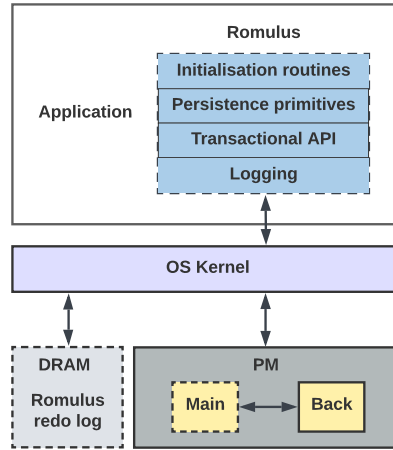 Romulus
Initialisation routines
Application
Persistence primitives
Transactional API
Logging
OS Kernel
DRAM
Romulus
redo log
PM
Main
Back